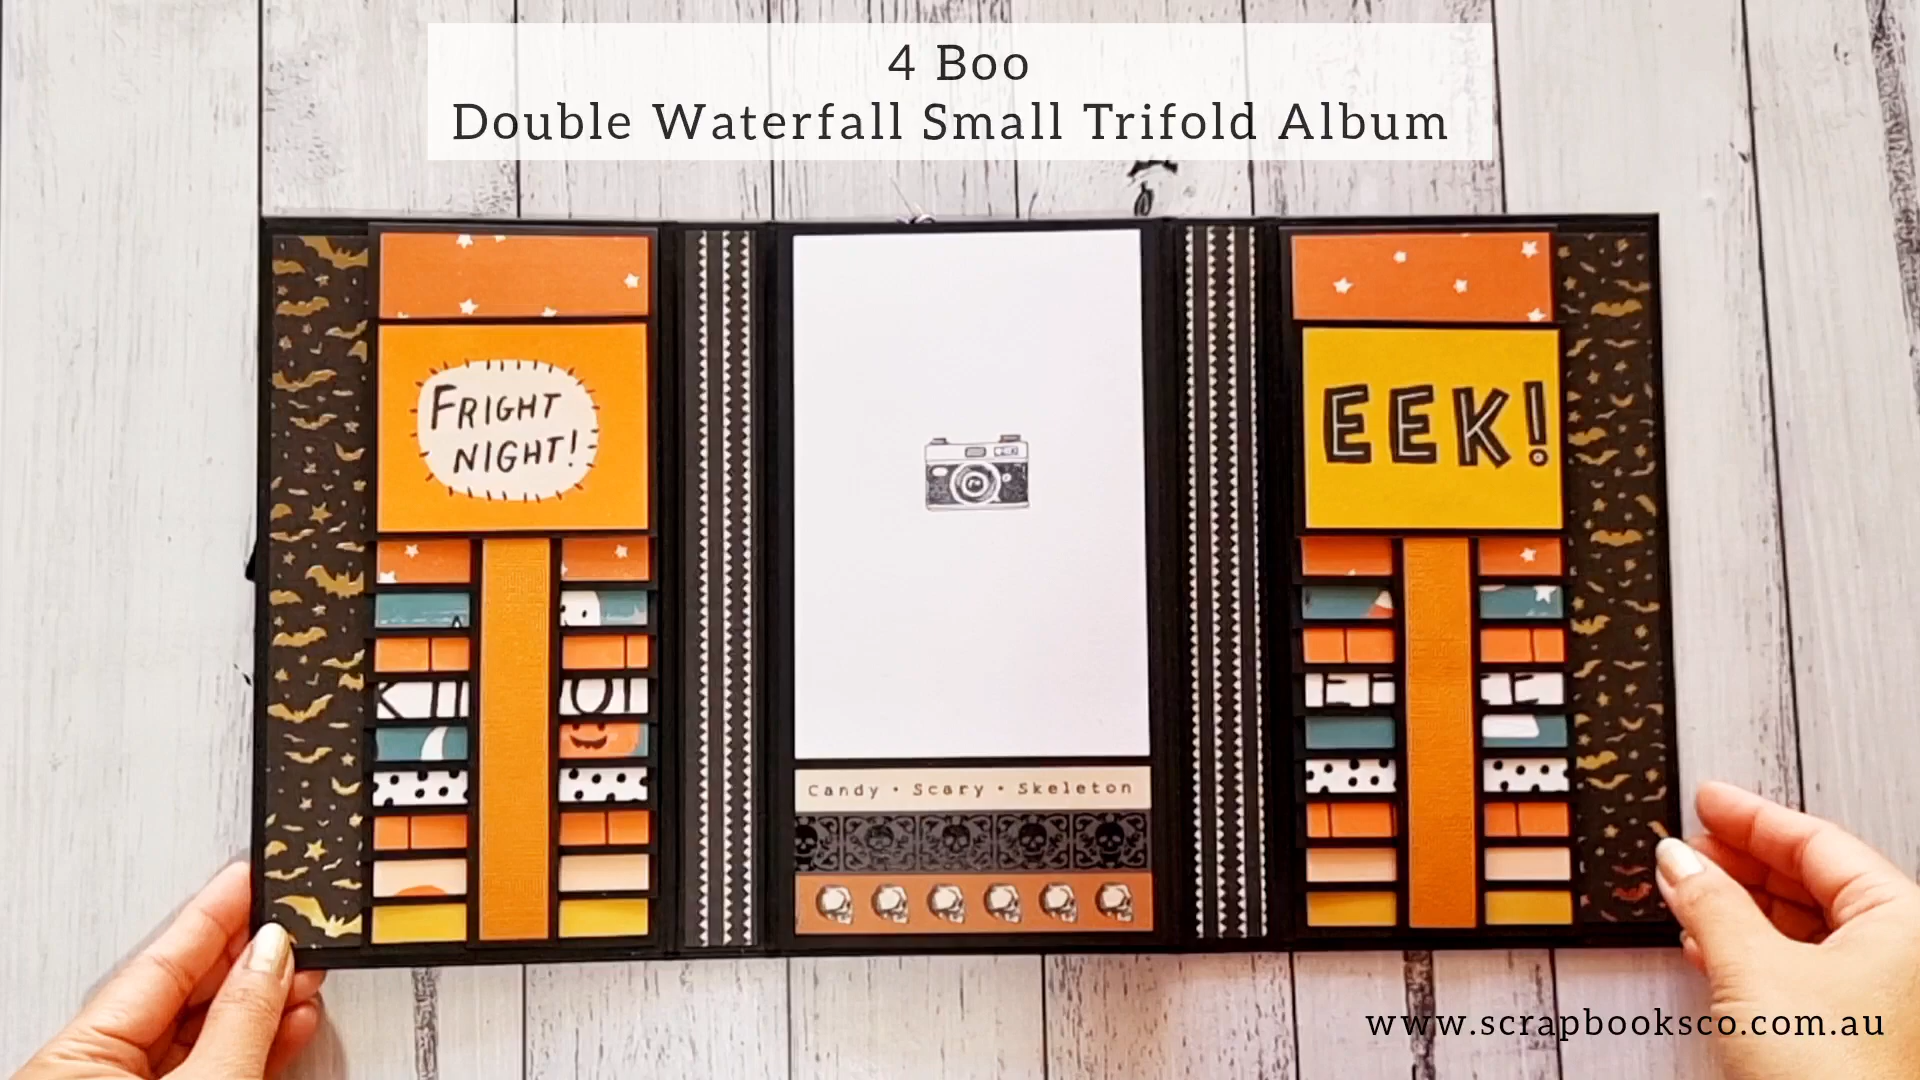 4 Boo
Double Waterfall Small Trifold Album
FRIGHT
NIGHT!
EEK!
Candy • Scary • Skeleton
www.scrapbooksco.com.au